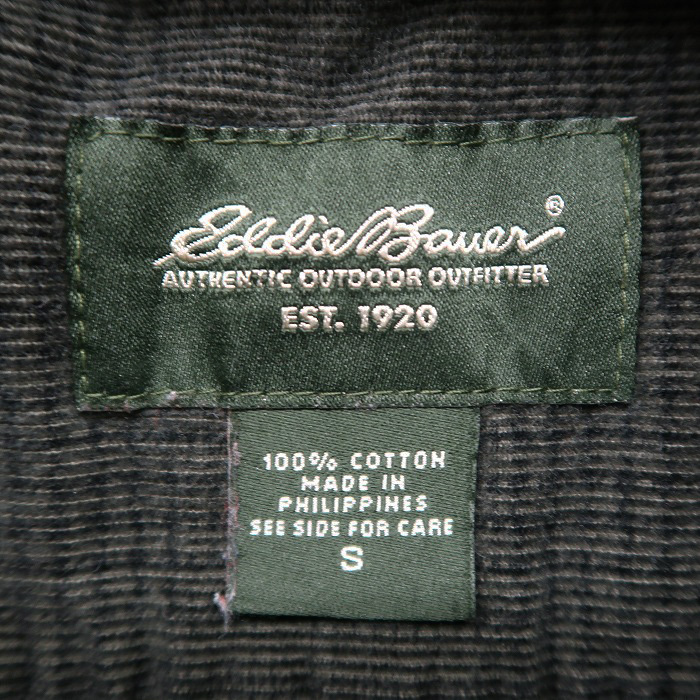 Eddie Bauer®
AUTHENTIC OUTDOOR OUTFITTER
EST. 1920
100% COTTON
MADE IN
PHILIPPINES
SEE SIDE FOR CARE
S